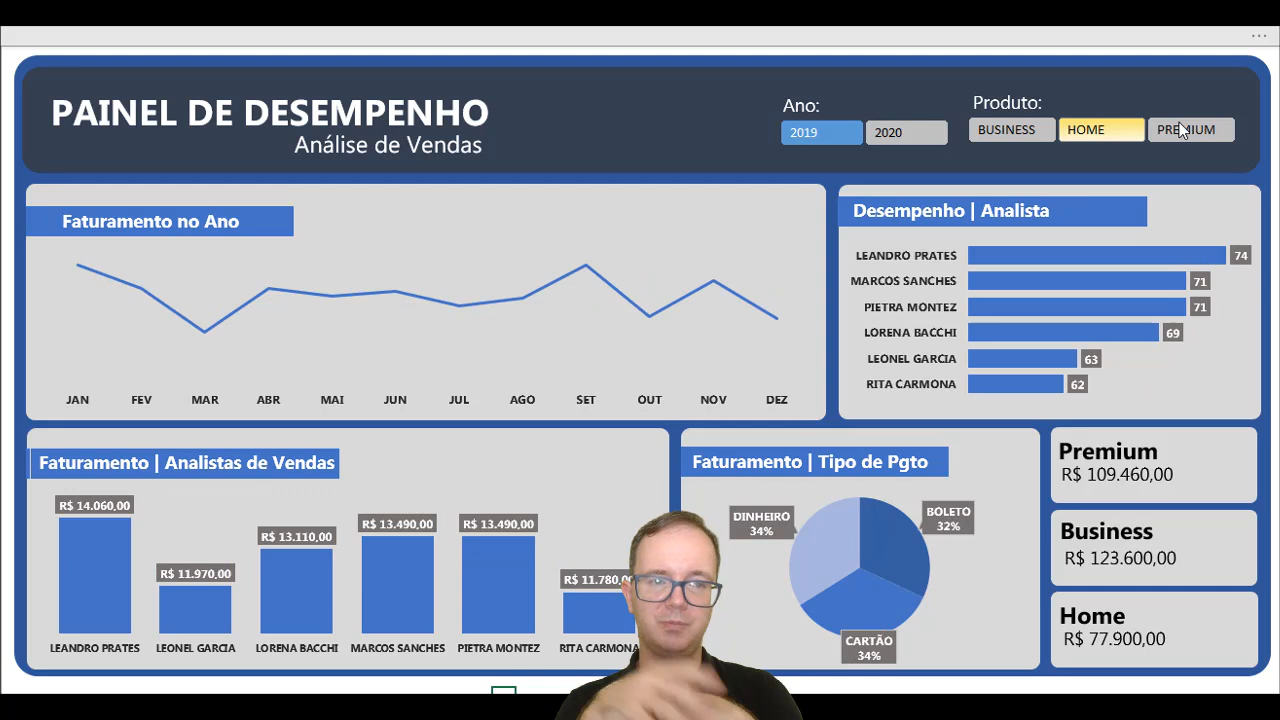 PAINEL DE DESEMPENHO
Análise de Vendas
Ano:
2019
2020
Produto:
BUSINESS
HOME
PREMIUM
Faturamento no Ano
JAN FEV MAR ABR MAI JUN JUL AGO SET OUT NOV DEZ
Desempenho | Analista
LEANDRO PRATES 74
MARCOS SANCHES 71
PIETRA MONTEZ 71
LORENA BACCHI 69
LEONEL GARCIA 63
RITA CARMONA 62
Faturamento | Analistas de Vendas
R$ 14.060,00
R$ 11.970,00
R$ 13.110,00
R$ 13.490,00
R$ 13.490,00
R$ 11.780,00
LEANDRO PRATES LEONEL GARCIA LORENA BACCHI MARCOS SANCHES PIETRA MONTEZ RITA CARMONA
Faturamento | Tipo de Pgto
DINHEIRO
34%
BOLETO
32%
CARTÃO
34%
Premium
R$ 109.460,00
Business
R$ 123.600,00
Home
R$ 77.900,00